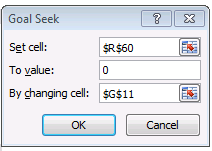 Goal Seek ?
Set cell: $R$60
To value: 0
By changing cell: $G$11
OK Cancel